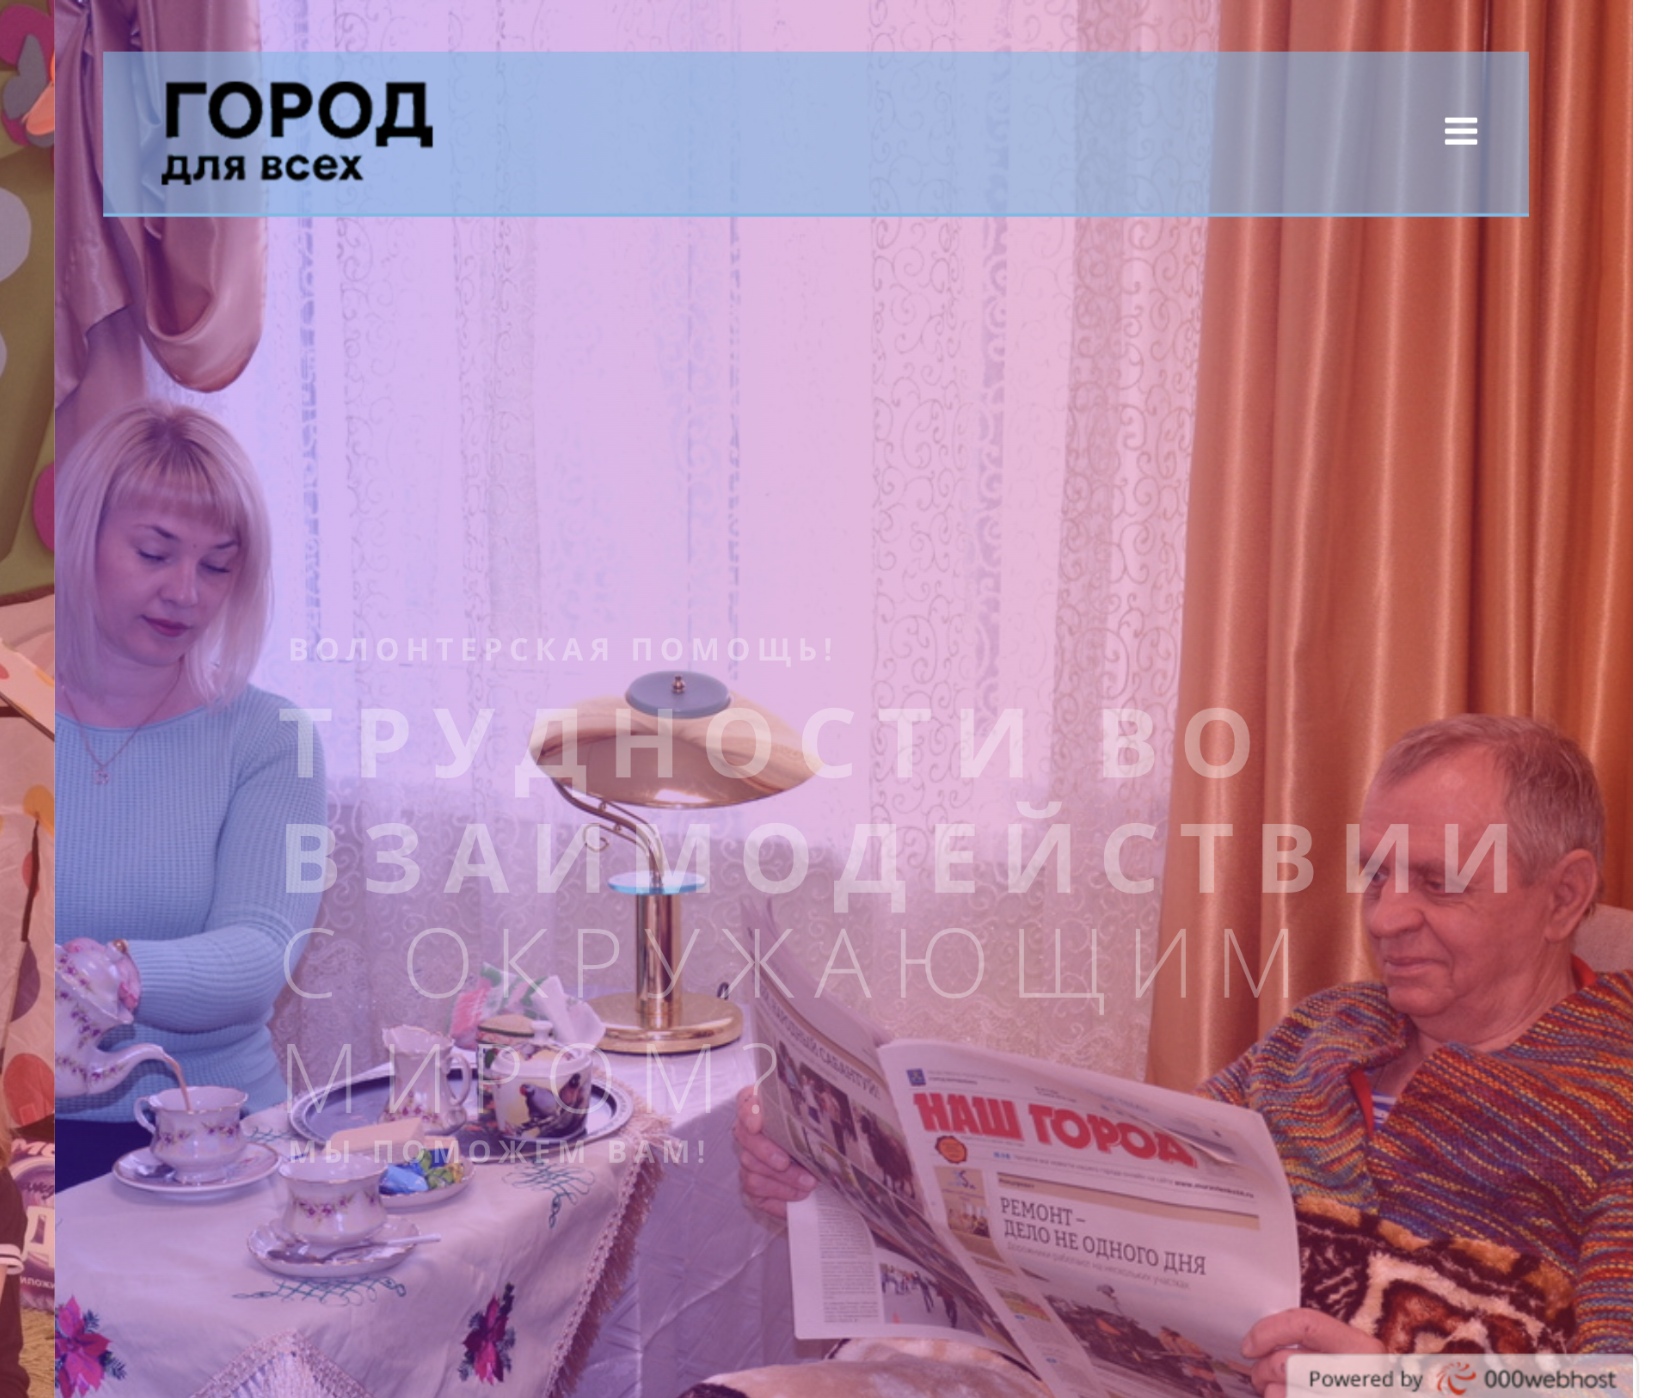 ГОРОД
для всех
ВОЛОНТЕРСКАЯ ПОМОЩЬ!
ТРУДНОСТИ ВО
ВЗАИМОДЕЙСТВИИ
С ОКРУЖАЮЩИМ
МИРОМ?
МЫ ПОМОЖЕМ ВАМ!
НАШ ГОРОД
РЕМОНТ –
ДЕЛО НЕ ОДНОГО ДНЯ
Powered by 000webhost